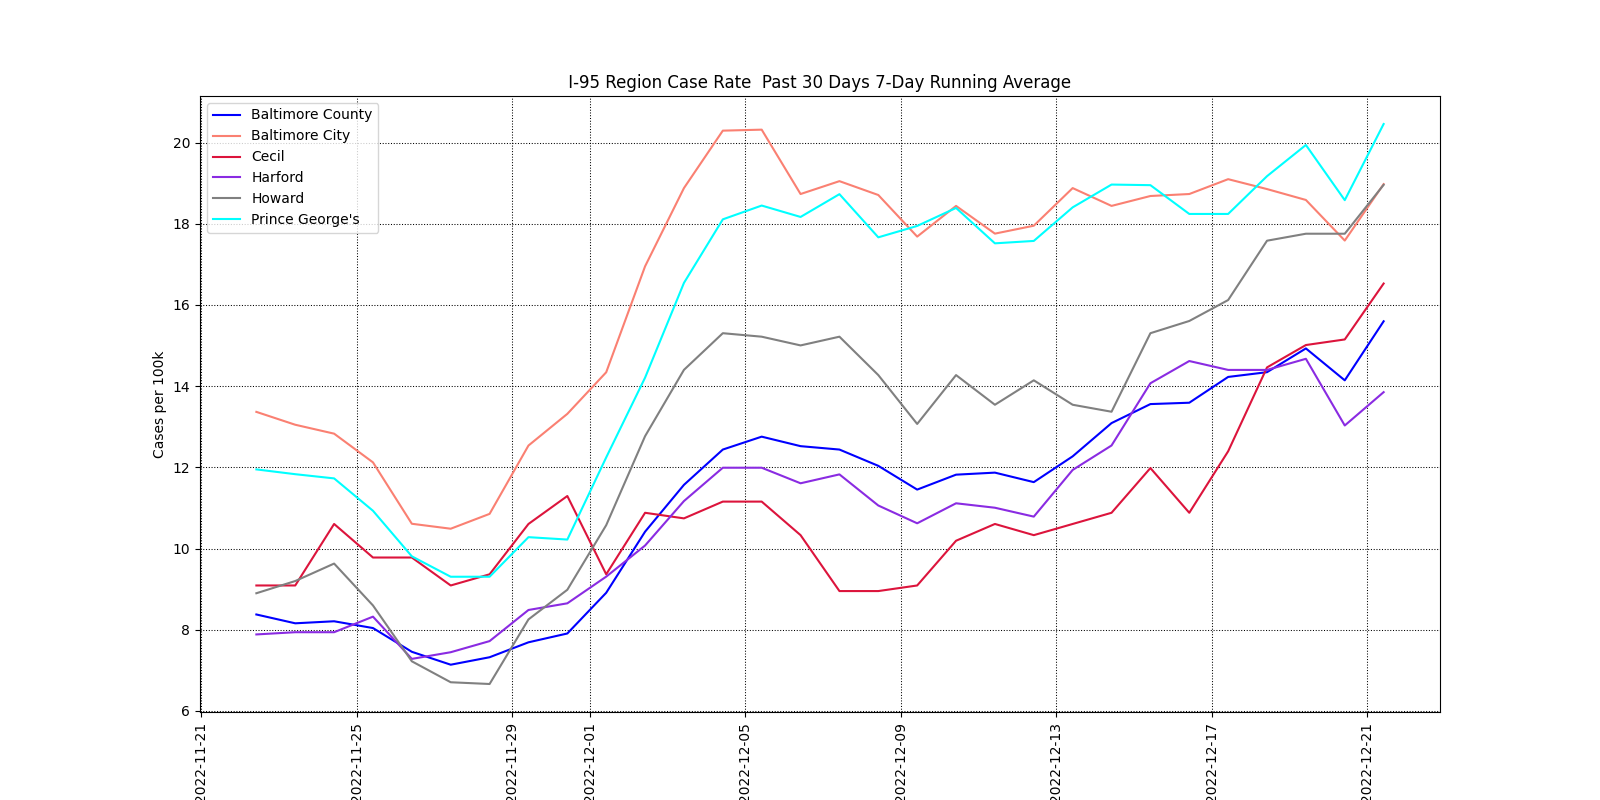 I-95 Region Case Rate  Past 30 Days 7-Day Running Average
Baltimore County
Baltimore City
Cecil
Harford
Howard
Prince George's
Cases per 100k
20
18
16
14
12
10
8
6
2022-11-21
2022-11-25
2022-11-29
2022-12-01
2022-12-05
2022-12-09
2022-12-13
2022-12-17
2022-12-21